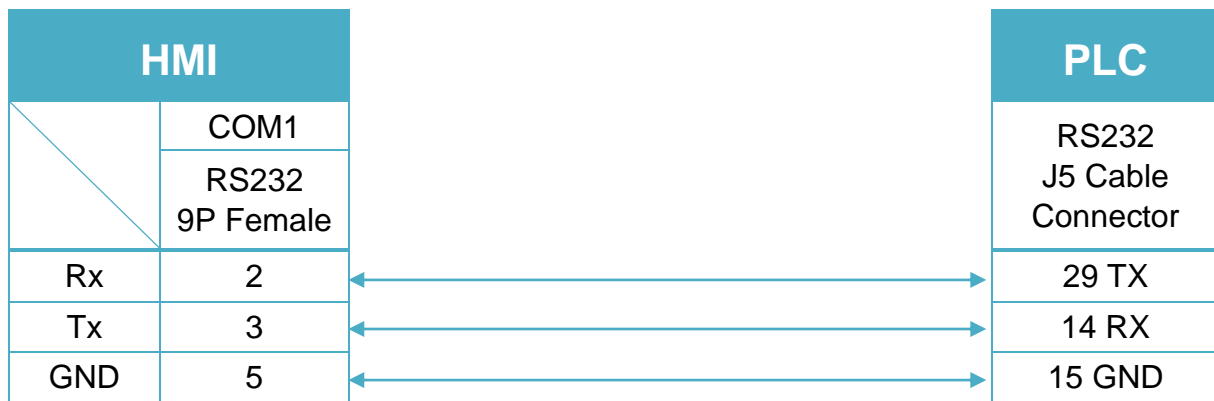 HMI
PLC
COM1
RS232
9P Female
RS232
J5 Cable
Connector
Rx 2 29 TX
Tx 3 14 RX
GND 5 15 GND